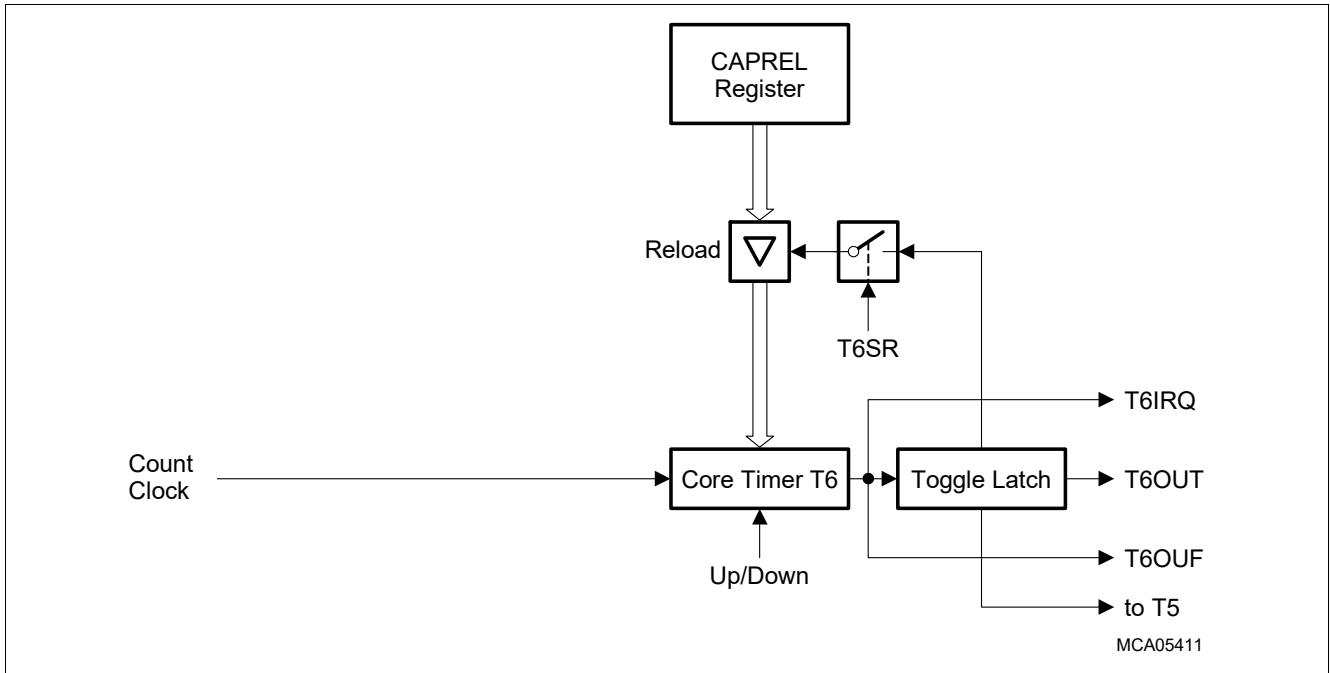 CAPREL
Register
Reload
T6SR
T6IRQ
Count
Clock
Core Timer T6
Toggle Latch
T6OUT
Up/Down
T6OUF
to T5
MCA05411